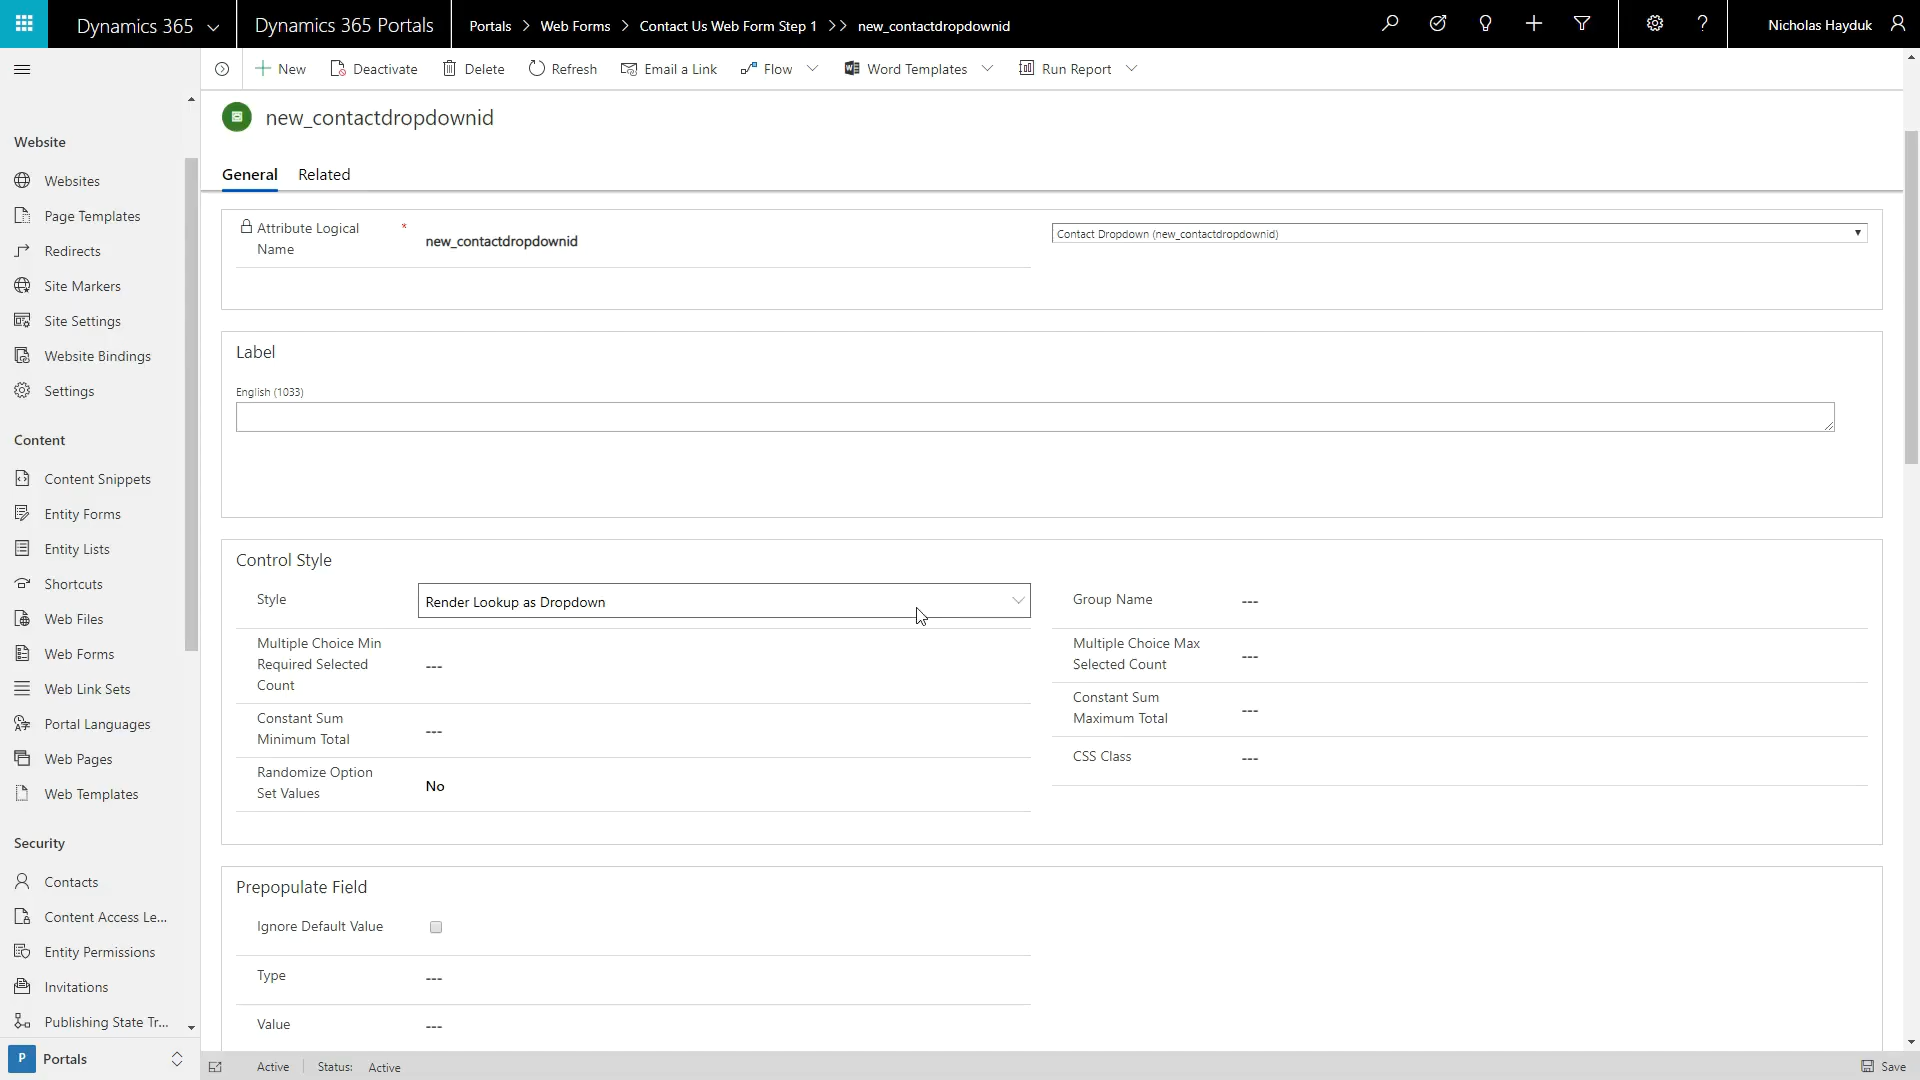 Dynamics 365
Dynamics 365 Portals
Portals > Web Forms > Contact Us Web Form Step 1 >> new_contactdropdownid
Nicholas Hayduk
New
Deactivate
Delete
Refresh
Email a Link
Flow
Word Templates
Run Report
Website
Websites
Page Templates
Redirects
Site Markers
Site Settings
Website Bindings
Settings
Content
Content Snippets
Entity Forms
Entity Lists
Shortcuts
Web Files
Web Forms
Web Link Sets
Portal Languages
Web Pages
Web Templates
Security
Contacts
Content Access Le...
Entity Permissions
Invitations
Publishing State Tr...
P Portals
new_contactdropdownid
General
Related
Attribute Logical
Name
*
new_contactdropdownid
Contact Dropdown (new_contactdropdownid)
Label
English (1033)
Control Style
Style
Render Lookup as Dropdown
Group Name
---
Multiple Choice Min
Required Selected
Count
---
Multiple Choice Max
Selected Count
---
Constant Sum
Minimum Total
---
Constant Sum
Maximum Total
---
Randomize Option
Set Values
No
CSS Class
---
Prepopulate Field
Ignore Default Value
Type
---
Value
---
Active
Status: Active
Save